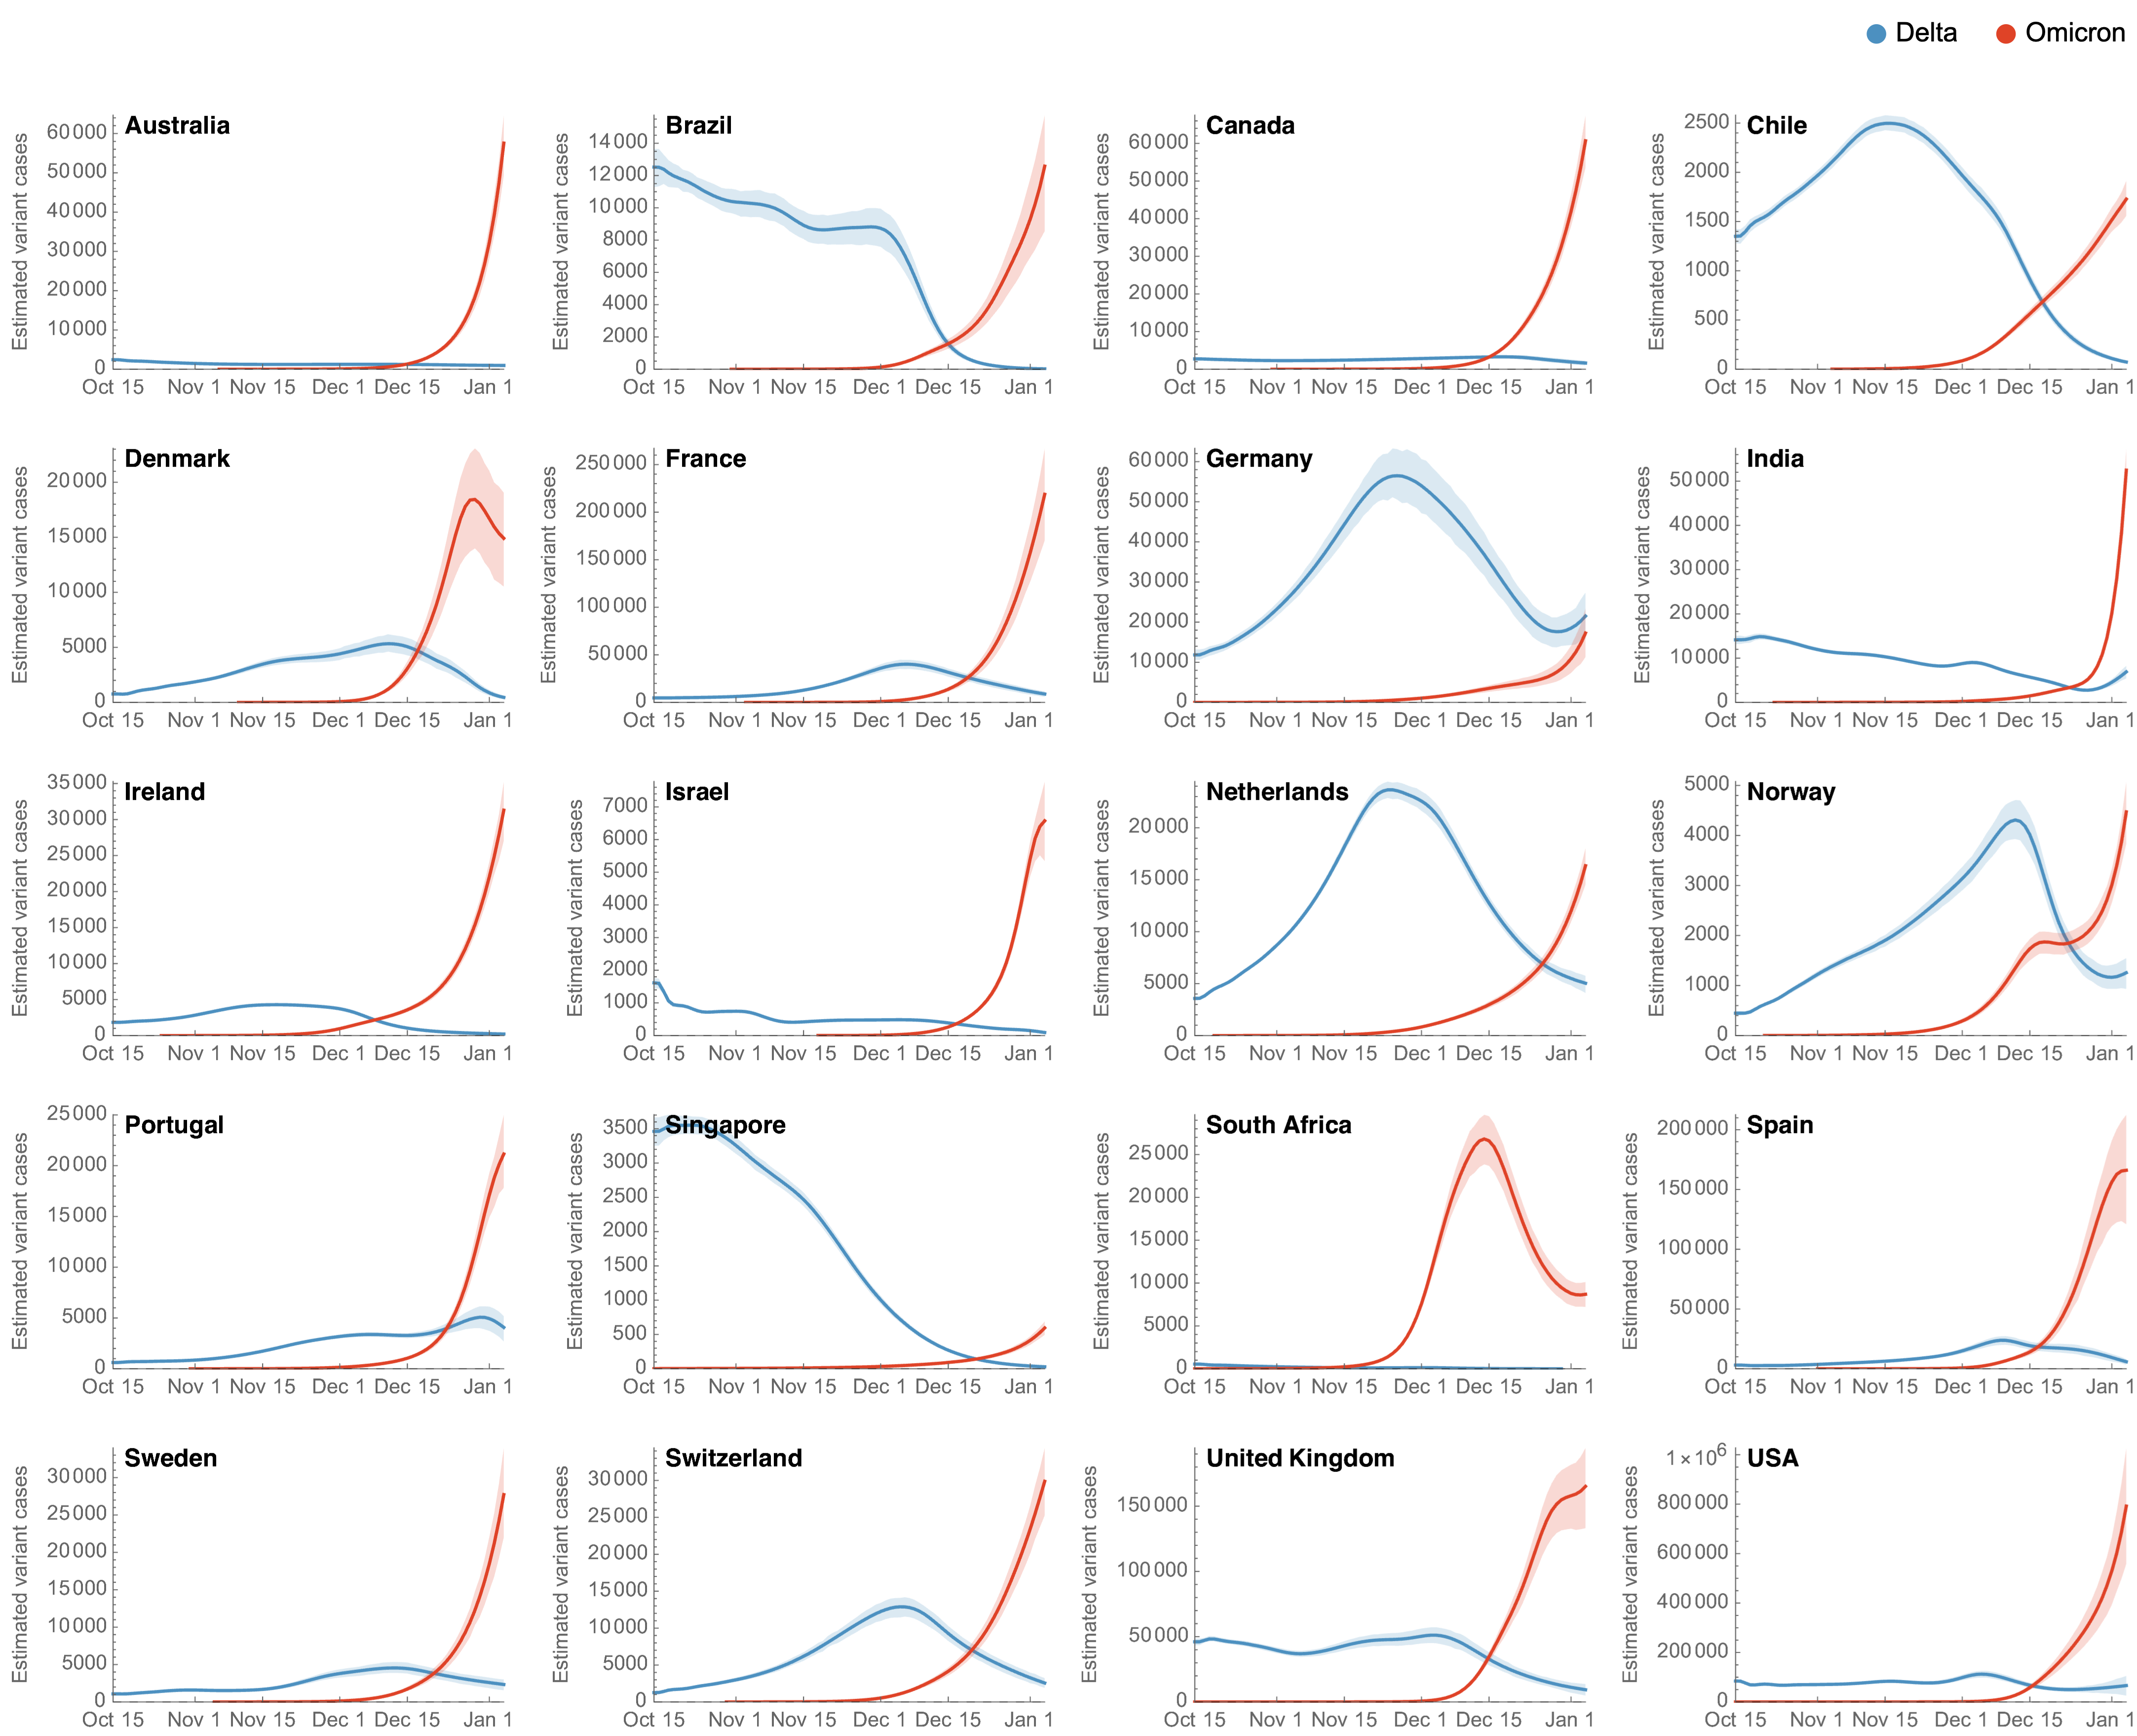 Delta Omicron
Australia
Estimated variant cases
60000
50000
40000
30000
20000
10000
0
Oct 15 Nov 1 Nov 15 Dec 1 Dec 15 Jan 1
Brazil
Estimated variant cases
14000
12000
10000
8000
6000
4000
2000
0
Oct 15 Nov 1 Nov 15 Dec 1 Dec 15 Jan 1
Canada
Estimated variant cases
60000
50000
40000
30000
20000
10000
0
Oct 15 Nov 1 Nov 15 Dec 1 Dec 15 Jan 1
Chile
Estimated variant cases
2500
2000
1500
1000
500
0
Oct 15 Nov 1 Nov 15 Dec 1 Dec 15 Jan 1
Denmark
Estimated variant cases
20000
15000
10000
5000
0
Oct 15 Nov 1 Nov 15 Dec 1 Dec 15 Jan 1
France
Estimated variant cases
250000
200000
150000
100000
50000
0
Oct 15 Nov 1 Nov 15 Dec 1 Dec 15 Jan 1
Germany
Estimated variant cases
60000
50000
40000
30000
20000
10000
0
Oct 15 Nov 1 Nov 15 Dec 1 Dec 15 Jan 1
India
Estimated variant cases
50000
40000
30000
20000
10000
0
Oct 15 Nov 1 Nov 15 Dec 1 Dec 15 Jan 1
Ireland
Estimated variant cases
35000
30000
25000
20000
15000
10000
5000
0
Oct 15 Nov 1 Nov 15 Dec 1 Dec 15 Jan 1
Israel
Estimated variant cases
7000
6000
5000
4000
3000
2000
1000
0
Oct 15 Nov 1 Nov 15 Dec 1 Dec 15 Jan 1
Netherlands
Estimated variant cases
20000
15000
10000
5000
0
Oct 15 Nov 1 Nov 15 Dec 1 Dec 15 Jan 1
Norway
Estimated variant cases
5000
4000
3000
2000
1000
0
Oct 15 Nov 1 Nov 15 Dec 1 Dec 15 Jan 1
Portugal
Estimated variant cases
25000
20000
15000
10000
5000
0
Oct 15 Nov 1 Nov 15 Dec 1 Dec 15 Jan 1
Singapore
Estimated variant cases
3500
3000
2500
2000
1500
1000
500
0
Oct 15 Nov 1 Nov 15 Dec 1 Dec 15 Jan 1
South Africa
Estimated variant cases
25000
20000
15000
10000
5000
0
Oct 15 Nov 1 Nov 15 Dec 1 Dec 15 Jan 1
Spain
Estimated variant cases
200000
150000
100000
50000
0
Oct 15 Nov 1 Nov 15 Dec 1 Dec 15 Jan 1
Sweden
Estimated variant cases
30000
25000
20000
15000
10000
5000
0
Oct 15 Nov 1 Nov 15 Dec 1 Dec 15 Jan 1
Switzerland
Estimated variant cases
30000
25000
20000
15000
10000
5000
0
Oct 15 Nov 1 Nov 15 Dec 1 Dec 15 Jan 1
United Kingdom
Estimated variant cases
150000
100000
50000
0
Oct 15 Nov 1 Nov 15 Dec 1 Dec 15 Jan 1
USA
Estimated variant cases
1×10⁶
800000
600000
400000
200000
0
Oct 15 Nov 1 Nov 15 Dec 1 Dec 15 Jan 1